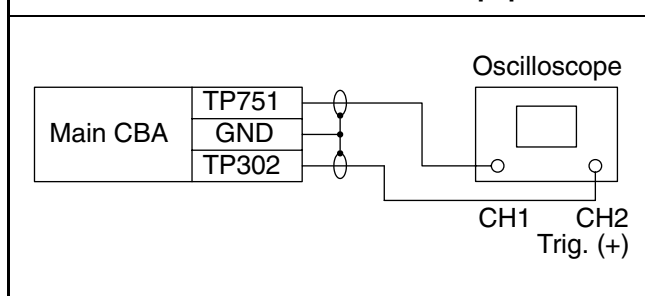 Oscilloscope
TP751
Main CBA
GND
TP302
CH1
CH2
Trig. (+)